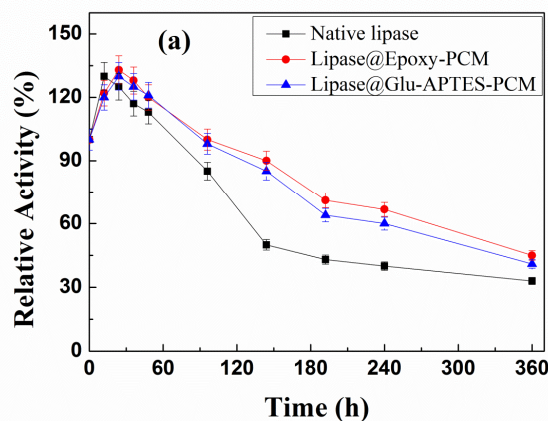 (a)
Native lipase
Lipase@Epoxy-PCM
Lipase@Glu-APTES-PCM
Relative Activity (%)
150
120
90
60
30
0
0 60 120 180 240 300 360
Time (h)